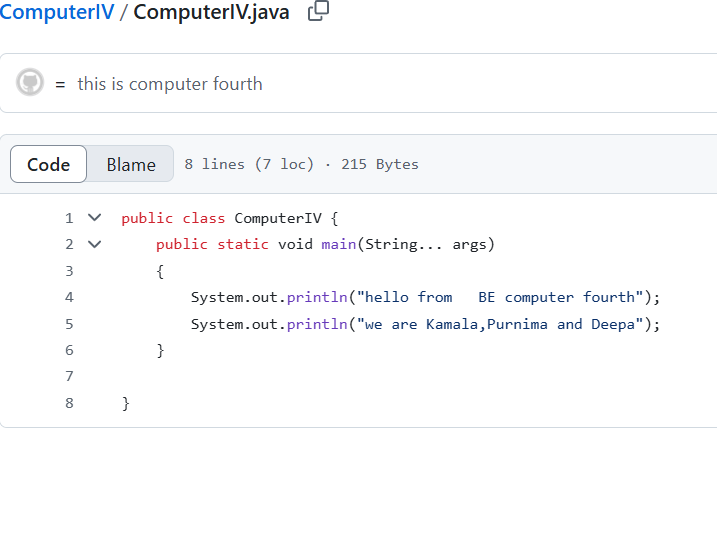 ComputerIV / ComputerIV.java
= this is computer fourth
Code Blame 8 lines (7 loc) · 215 Bytes
1 public class ComputerIV {
2     public static void main(String... args)
3     {
4         System.out.println("hello from   BE computer fourth");
5         System.out.println("we are Kamala,Purnima and Deepa");
6     }
7
8 }